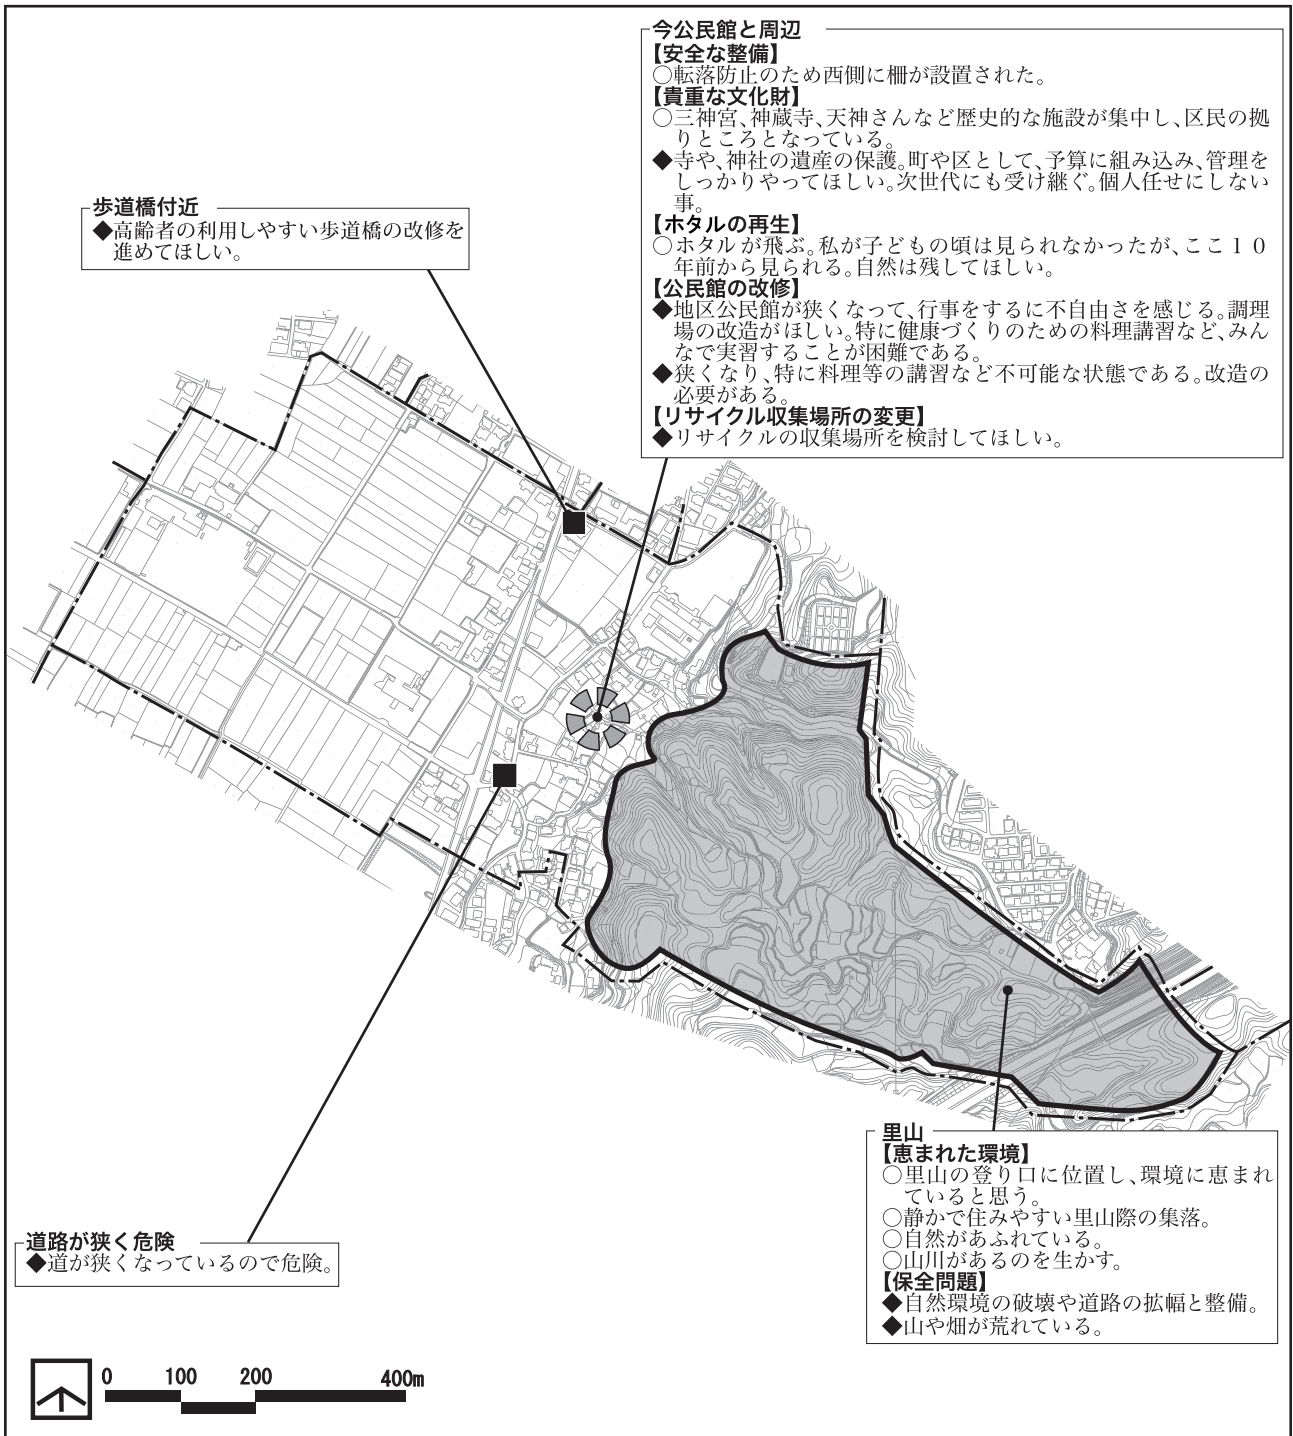 今公民館と周辺
【安全な整備】
○転落防止のため西側に柵が設置された。
【貴重な文化財】
○三神宮、神蔵寺、天神さんなど歴史的な施設が集中し、区民の拠
りところとなっている。
◆寺や、神社の遺産の保護。町や区として、予算に組み込み、管理を
しっかりやってほしい。次世代にも受け継ぐ。個人任せにしない
事。
【ホタルの再生】
○ホタルが飛ぶ。私が子どもの頃は見られなかったが、ここ１０
年前から見られる。自然は残してほしい。
【公民館の改修】
◆地区公民館が狭くなって、行事をするに不自由さを感じる。調理
場の改造がほしい。特に健康づくりのための料理講習など、みん
なで実習することが困難である。
◆狭くなり、特に料理等の講習など不可能な状態である。改造の
必要がある。
【リサイクル収集場所の変更】
◆リサイクルの収集場所を検討してほしい。
歩道橋付近
◆高齢者の利用しやすい歩道橋の改修を
進めてほしい。
里山
【恵まれた環境】
○里山の登り口に位置し、環境に恵まれ
ていると思う。
○静かで住みやすい里山際の集落。
○自然があふれている。
○山川があるのを生かす。
【保全問題】
◆自然環境の破壊や道路の拡幅と整備。
◆山や畑が荒れている。
道路が狭く危険
◆道が狭くなっているので危険。
0 100 200 400m